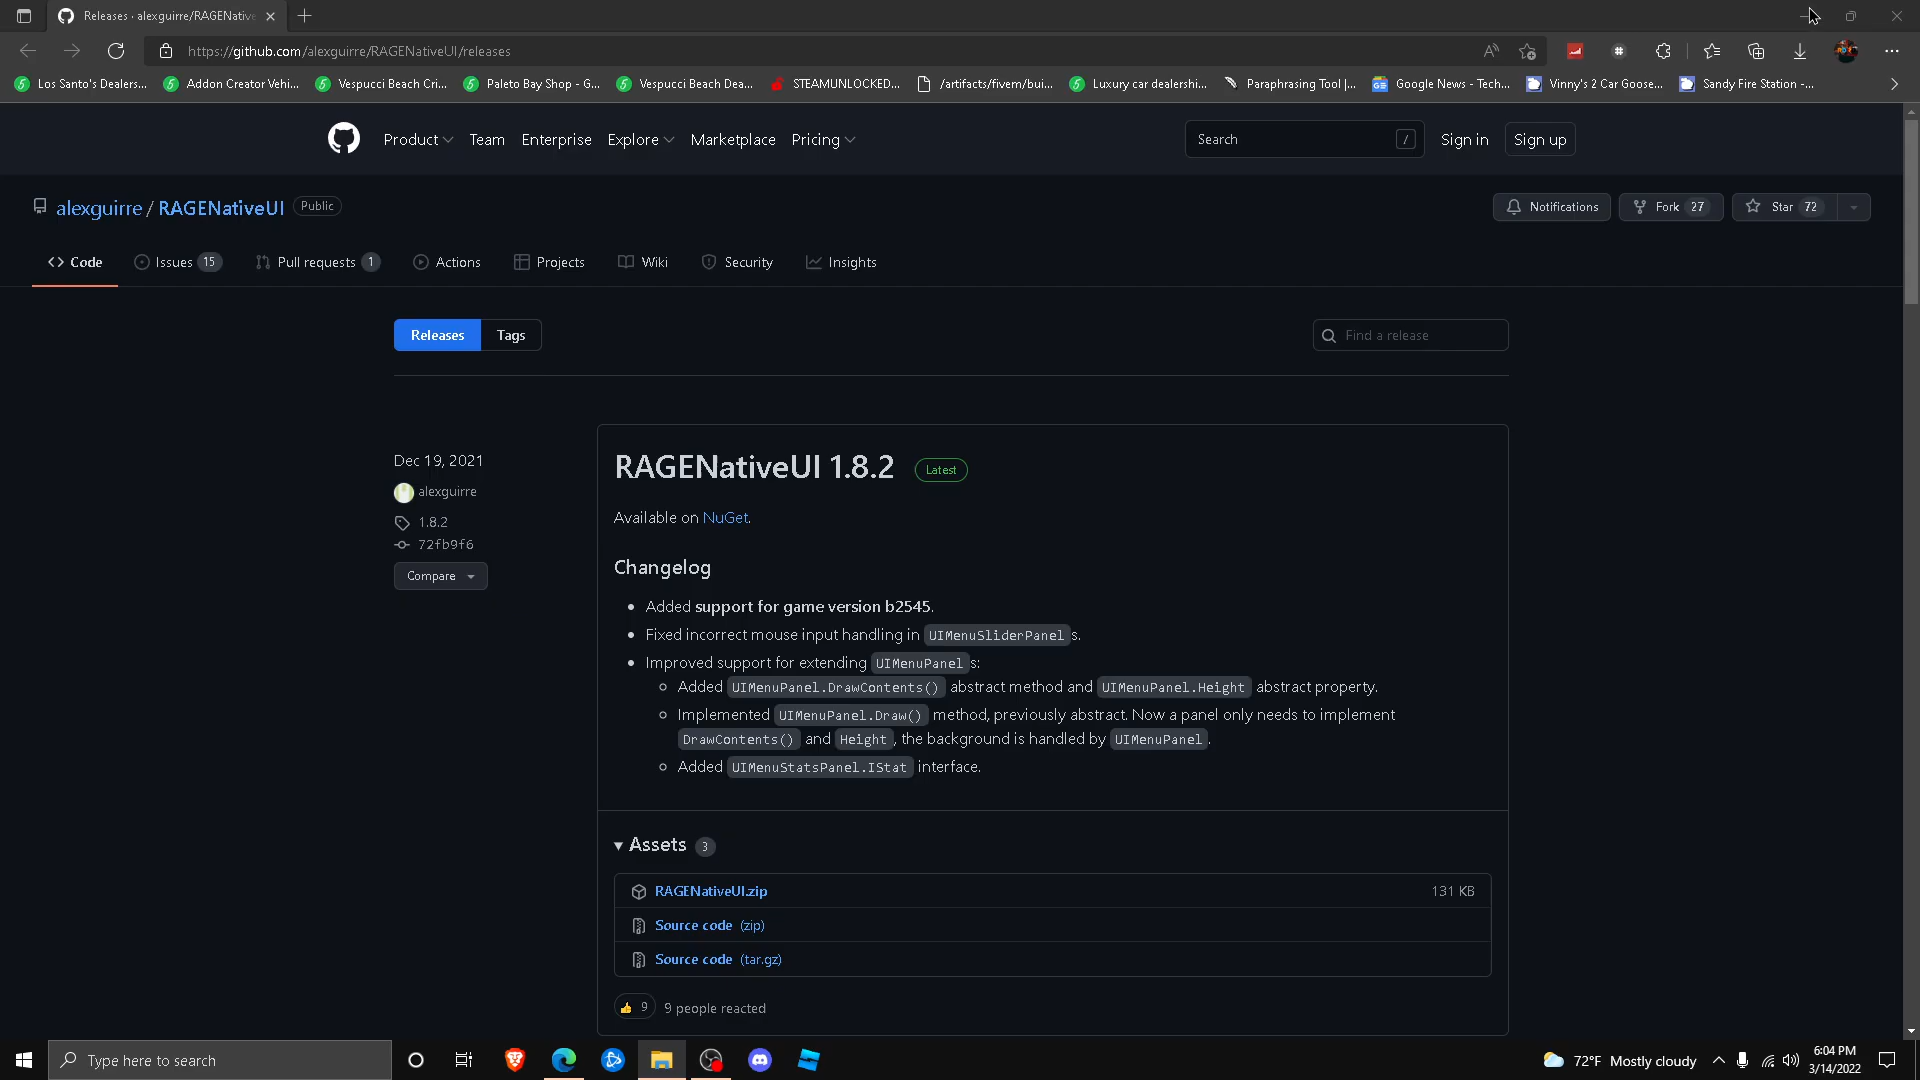 Releases · alexguirre/RAGENative
https://github.com/alexguirre/RAGENativeUI/releases
Los Santo's Dealers... Addon Creator Vehi... Vespucci Beach Cri... Paleto Bay Shop - G... Vespucci Beach Dea... STEAMUNLOCKED... /artifacts/fivem/bui... Luxury car dealershi... Paraphrasing Tool |... Google News - Tech... Vinny's 2 Car Goose... Sandy Fire Station -...
Product Team Enterprise Explore Marketplace Pricing Search / Sign in Sign up
alexguirre / RAGENativeUI Public Notifications Fork 27 Star 72
Code Issues 15 Pull requests 1 Actions Projects Wiki Security Insights
Releases Tags Find a release
Dec 19, 2021
alexguirre
1.8.2
72fb9f6
Compare
RAGENativeUI 1.8.2 Latest
Available on NuGet.
Changelog
Added support for game version b2545.
Fixed incorrect mouse input handling in UIMenuSliderPanel s.
Improved support for extending UIMenuPanel s:
Added UIMenuPanel.DrawContents() abstract method and UIMenuPanel.Height abstract property.
Implemented UIMenuPanel.Draw() method, previously abstract. Now a panel only needs to implement
DrawContents() and Height, the background is handled by UIMenuPanel.
Added UIMenuStatsPanel.IStat interface.
Assets 3
RAGENativeUI.zip 131 KB
Source code (zip)
Source code (tar.gz)
9 9 people reacted
Type here to search
72°F Mostly cloudy
6:04 PM
3/14/2022